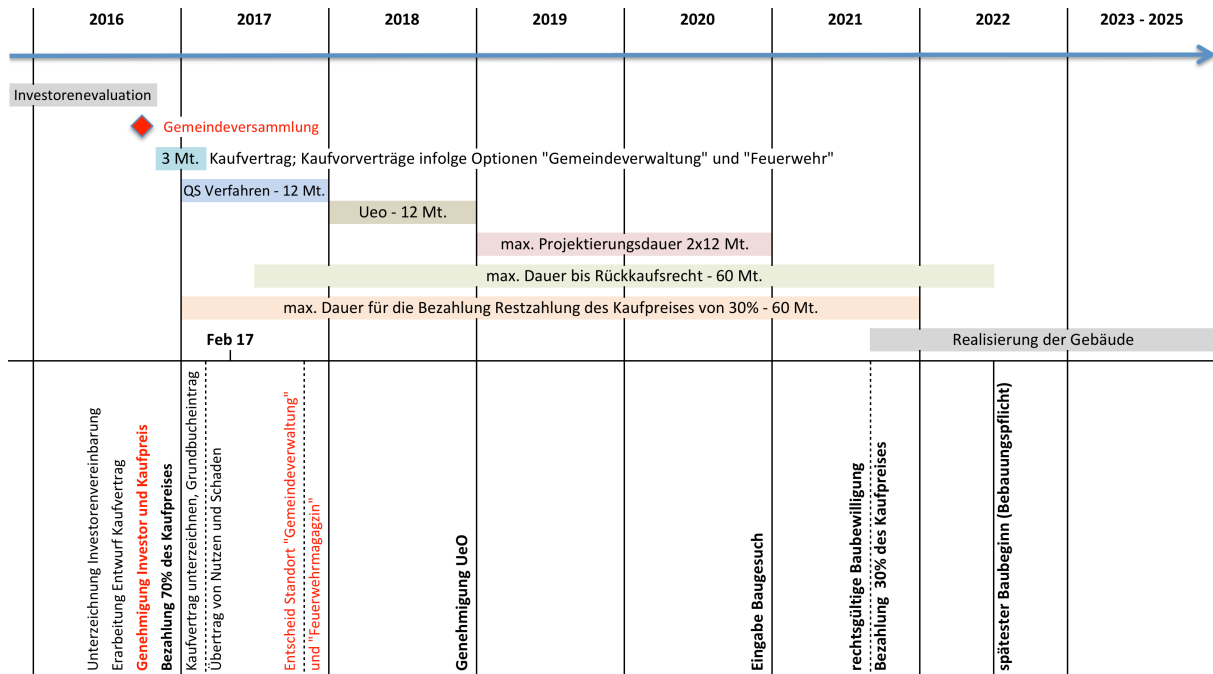 2016
2017
2018
2019
2020
2021
2022
2023 - 2025
Investorenevaluation
Gemeindeversammlung
3 Mt.
Kaufvertrag; Kaufvorverträge infolge Optionen "Gemeindeverwaltung" und "Feuerwehr"
QS Verfahren - 12 Mt.
Ueo - 12 Mt.
max. Projektierungsdauer 2x12 Mt.
max. Dauer bis Rückkaufsrecht - 60 Mt.
max. Dauer für die Bezahlung Restzahlung des Kaufpreises von 30% - 60 Mt.
Feb 17
Realisierung der Gebäude
Unterzeichnung Investorenvereinbarung
Erarbeitung Entwurf Kaufvertrag
Genehmigung Investor und Kaufpreis
Bezahlung 70% des Kaufpreises
Kaufvertrag unterzeichnen, Grundbucheintrag
Übertrag von Nutzen und Schaden
Entscheid Standort "Gemeindeverwaltung"
und "Feuerwehrmagagzin"
Genehmigung UeO
Eingabe Baugesuch
rechtsgültige Baubewilligung
Bezahlung 30% des Kaufpreises
spätester Baubeginn (Bebauungspflicht)